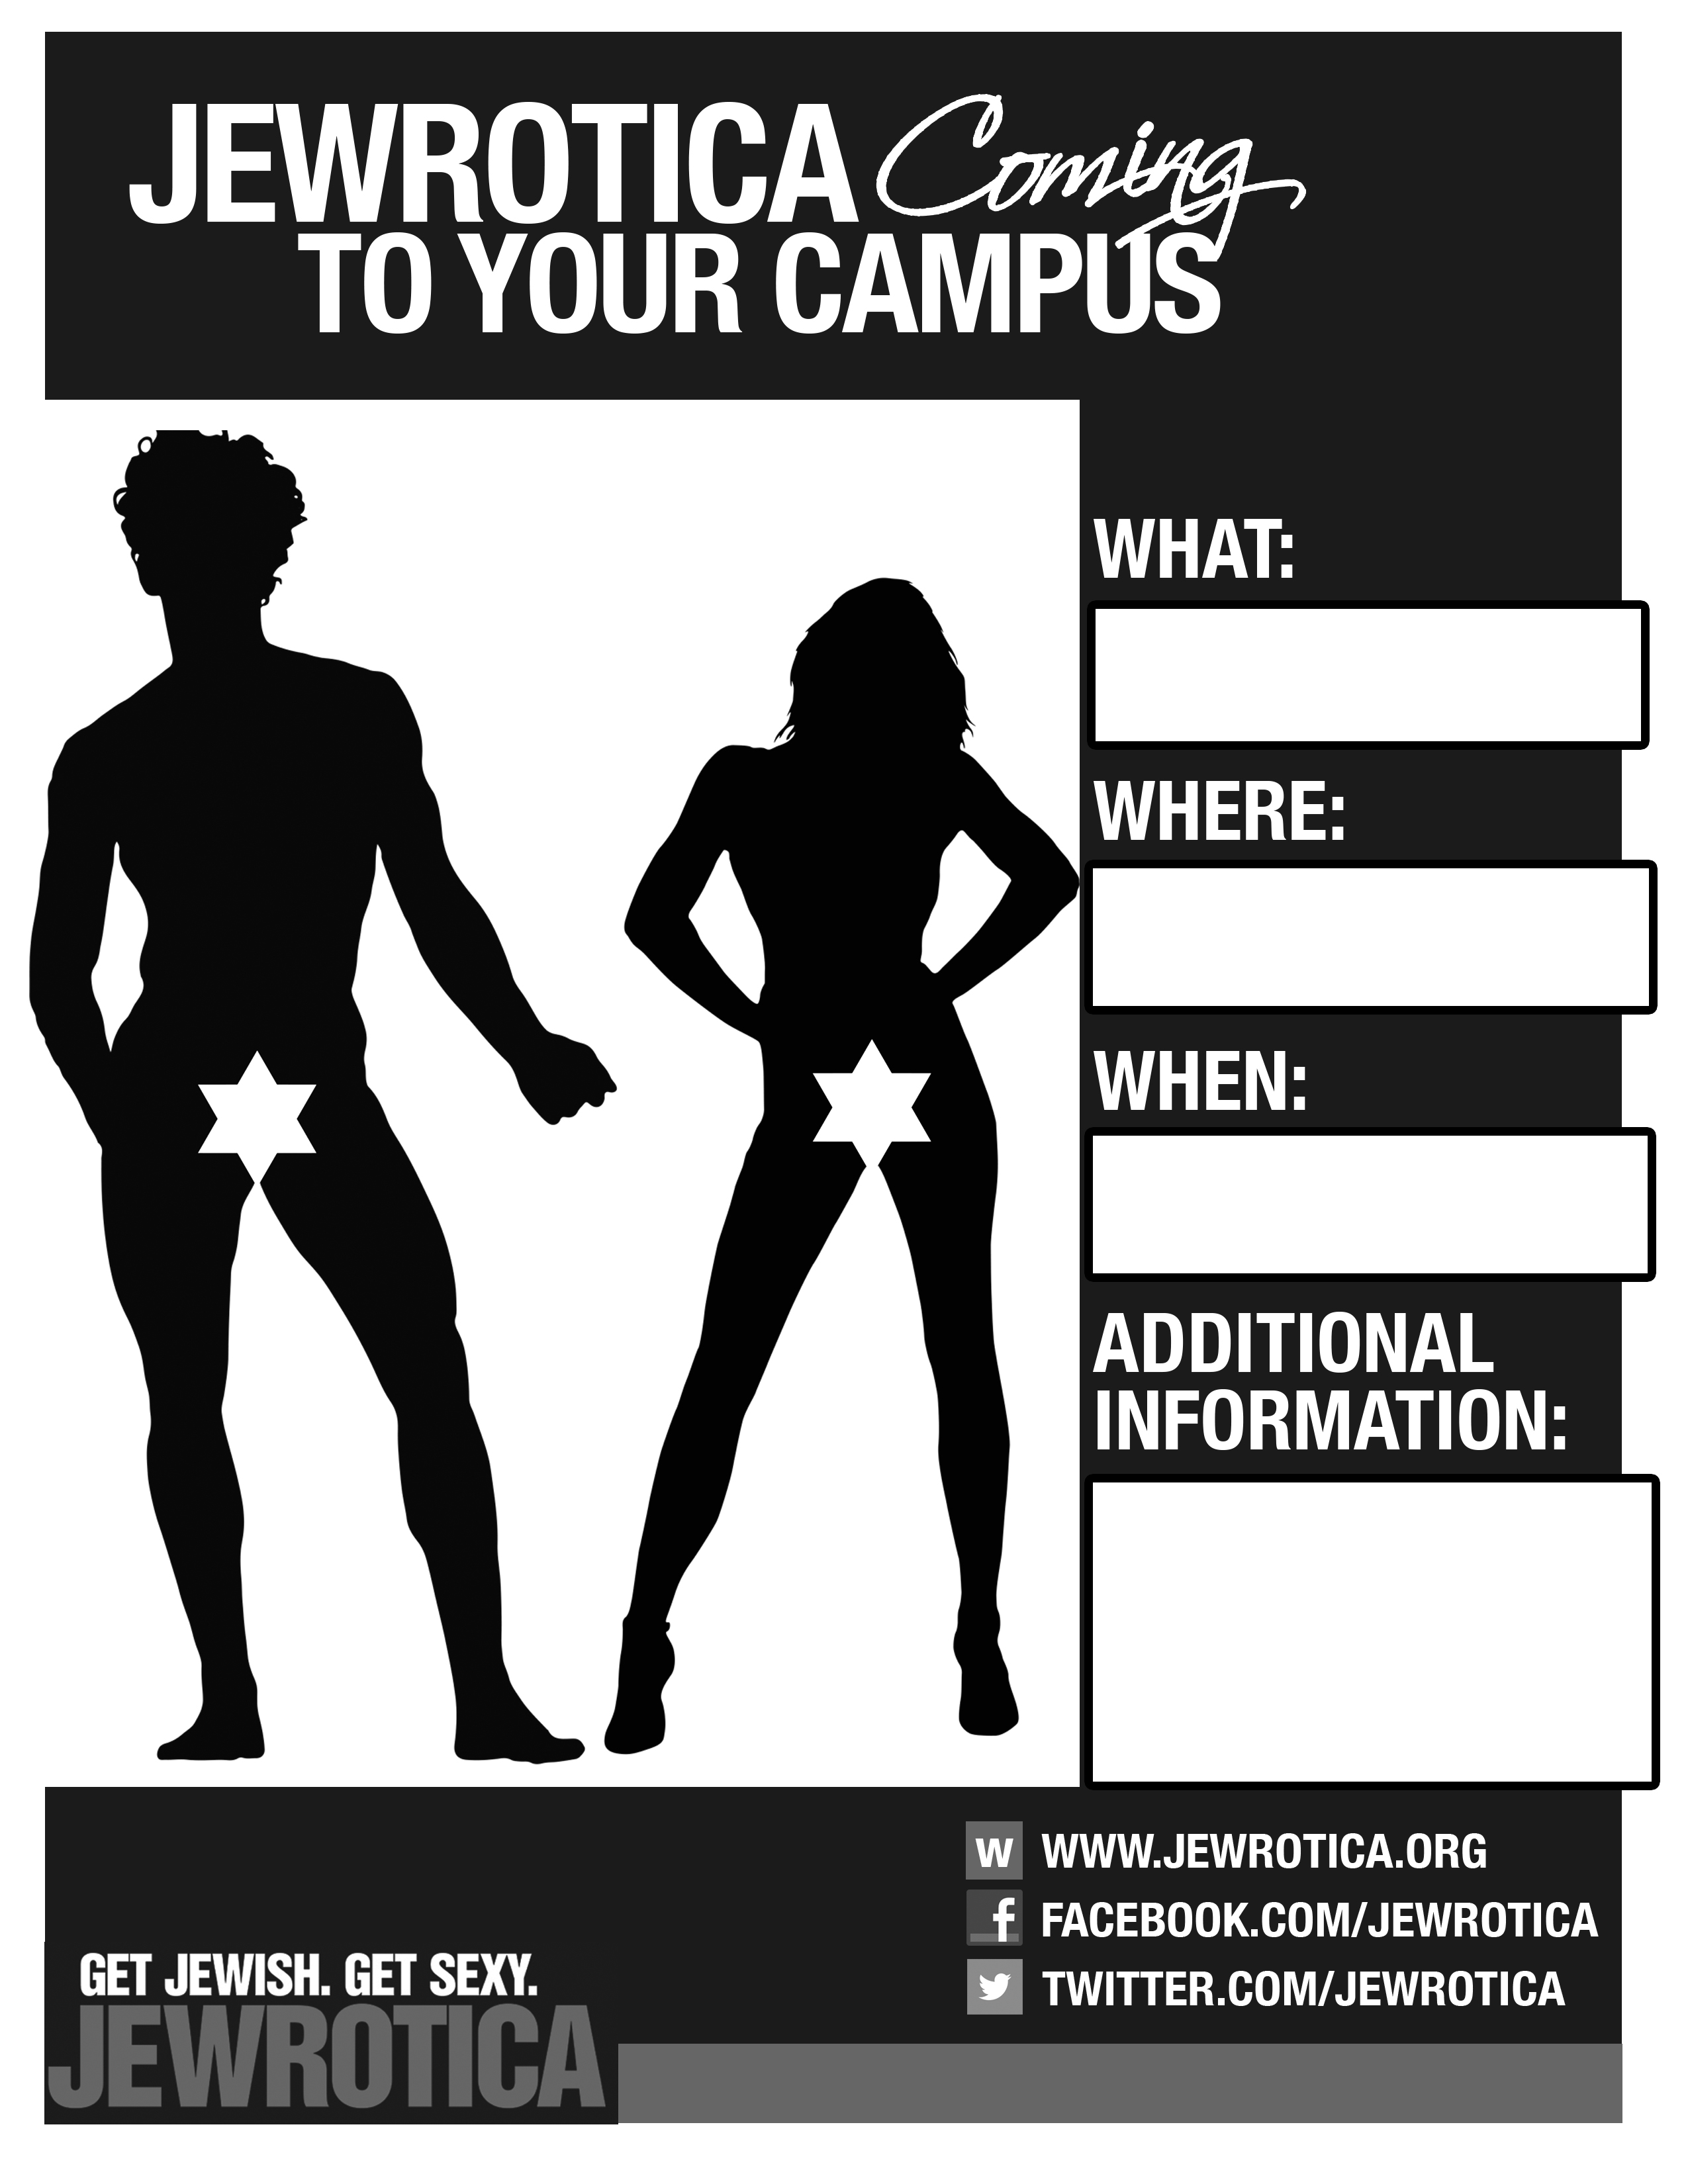 JEWROTICA Coming
TO YOUR CAMPUS
WHAT:
WHERE:
WHEN:
ADDITIONAL
INFORMATION:
W WWW.JEWROTICA.ORG
f FACEBOOK.COM/JEWROTICA
TWITTER.COM/JEWROTICA
GET JEWISH. GET SEXY.
JEWROTICA